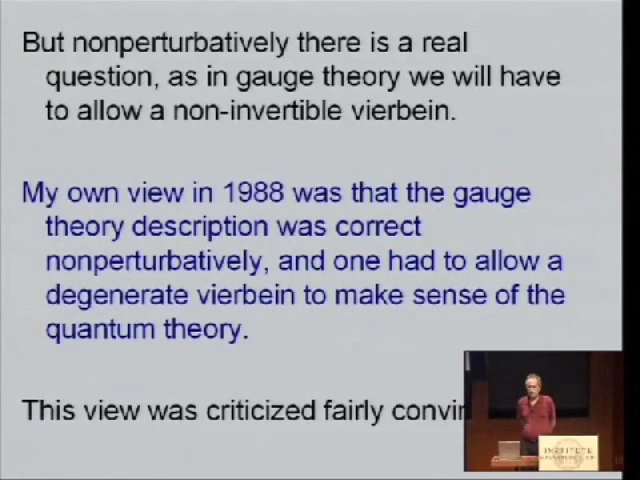 But nonperturbatively there is a real
question, as in gauge theory we will have
to allow a non-invertible vierbein.
My own view in 1988 was that the gauge
theory description was correct
nonperturbatively, and one had to allow a
degenerate vierbein to make sense of the
quantum theory.
This view was criticized fairly
INSTITUTE